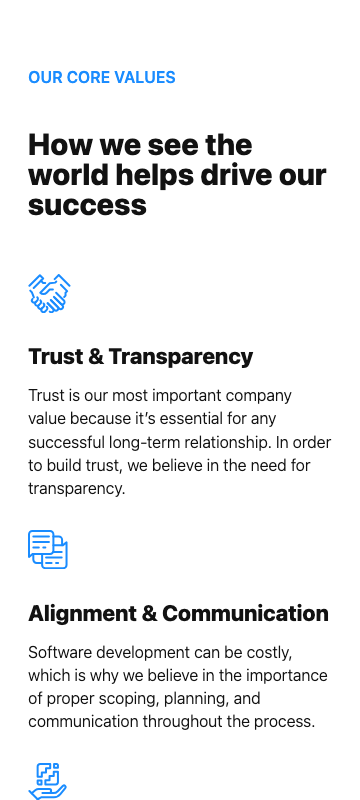 OUR CORE VALUES
How we see the
world helps drive our
success
Trust & Transparency
Trust is our most important company
value because it's essential for any
successful long-term relationship. In order
to build trust, we believe in the need for
transparency.
Alignment & Communication
Software development can be costly,
which is why we believe in the importance
of proper scoping, planning, and
communication throughout the process.